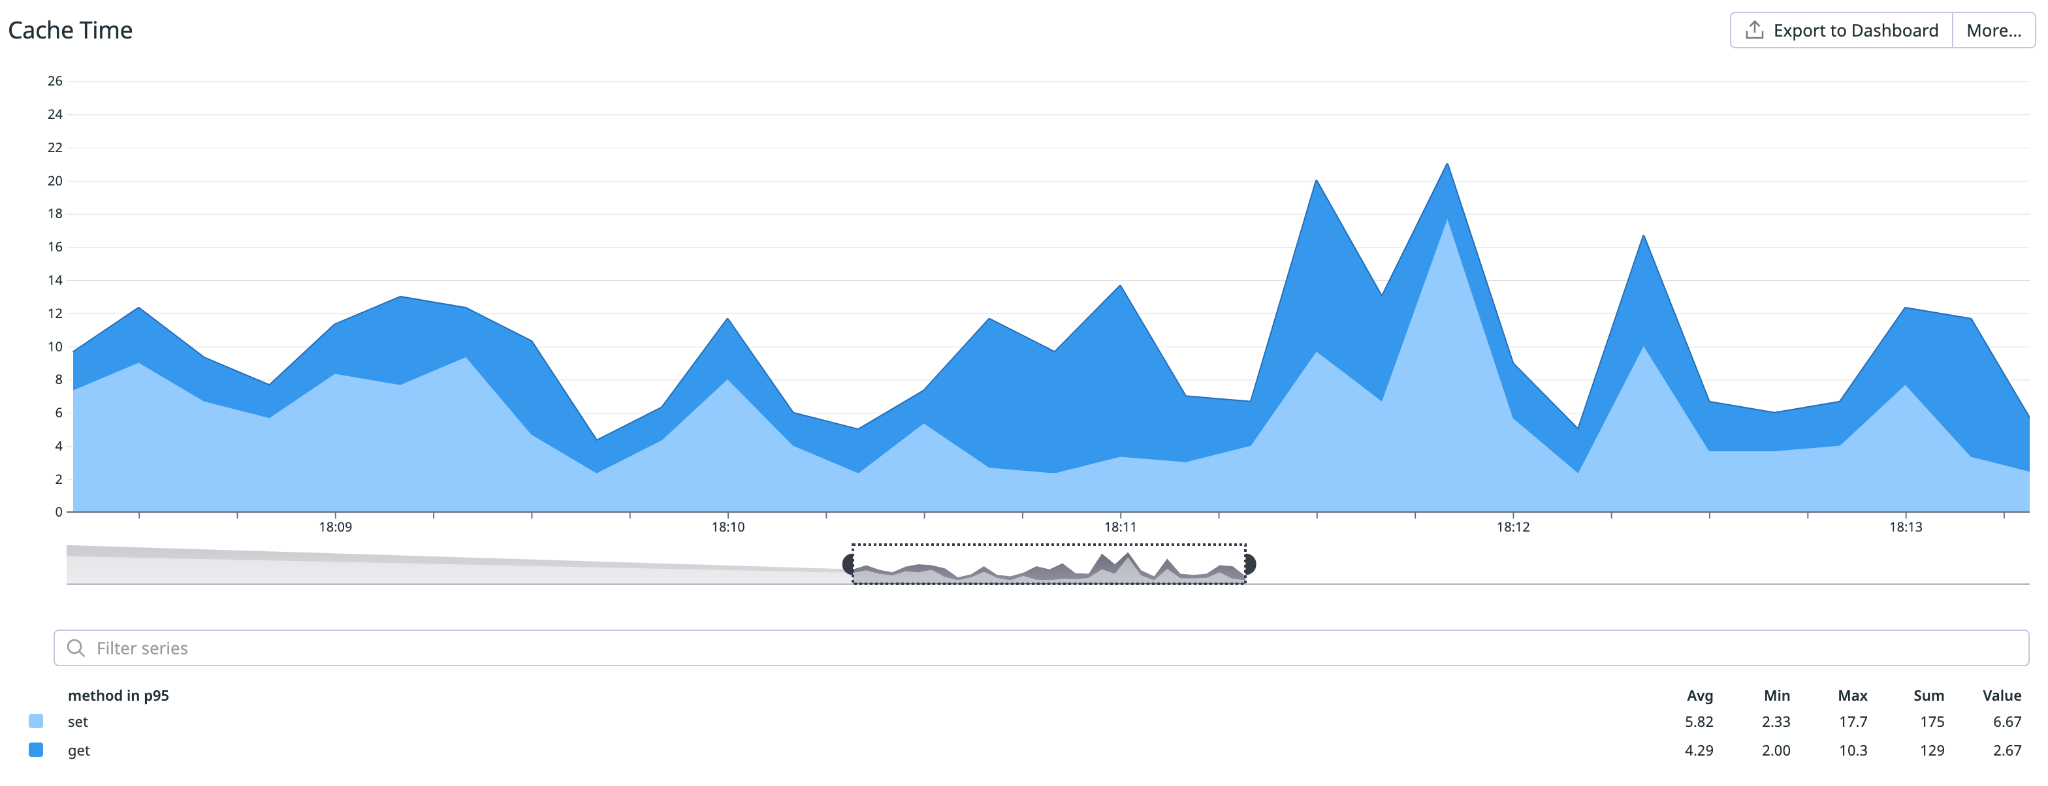 Cache Time
Export to Dashboard More...
26
24
22
20
18
16
14
12
10
8
6
4
2
0
18:09 18:10 18:11 18:12 18:13
Filter series
method in p95 Avg Min Max Sum Value
set 5.82 2.33 17.7 175 6.67
get 4.29 2.00 10.3 129 2.67